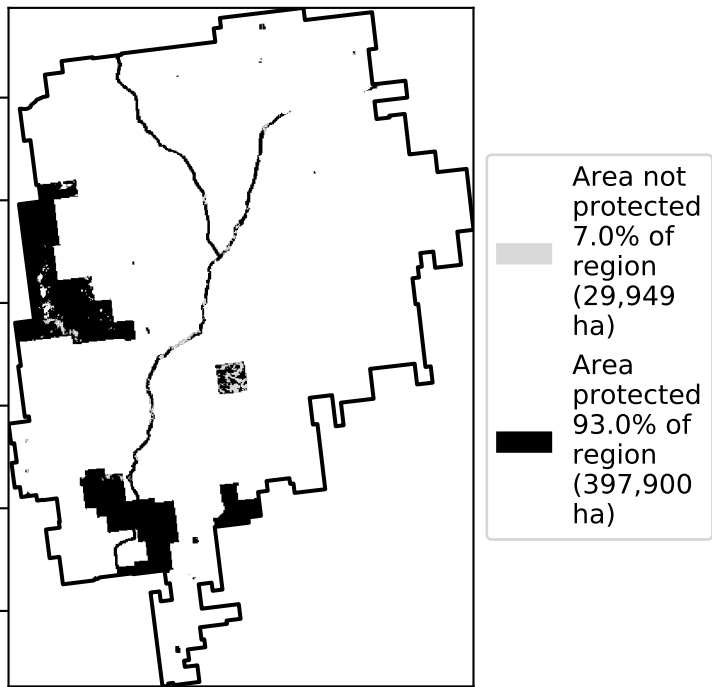 Area not
protected
7.0% of
region
(29,949
ha)
Area
protected
93.0% of
region
(397,900
ha)